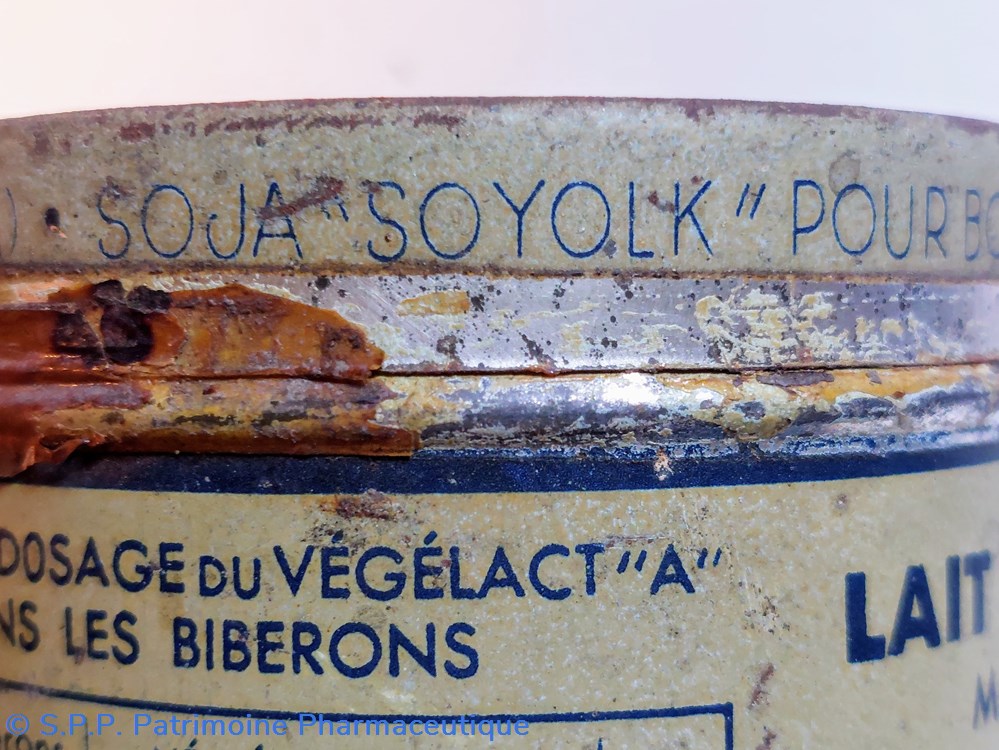 SOJA "SOYOLK" POUR
DOSAGE DU VÉGÉLACT "A"
LES BIBERONS
LAIT
© S.P.P. Patrimoine Pharmaceutique